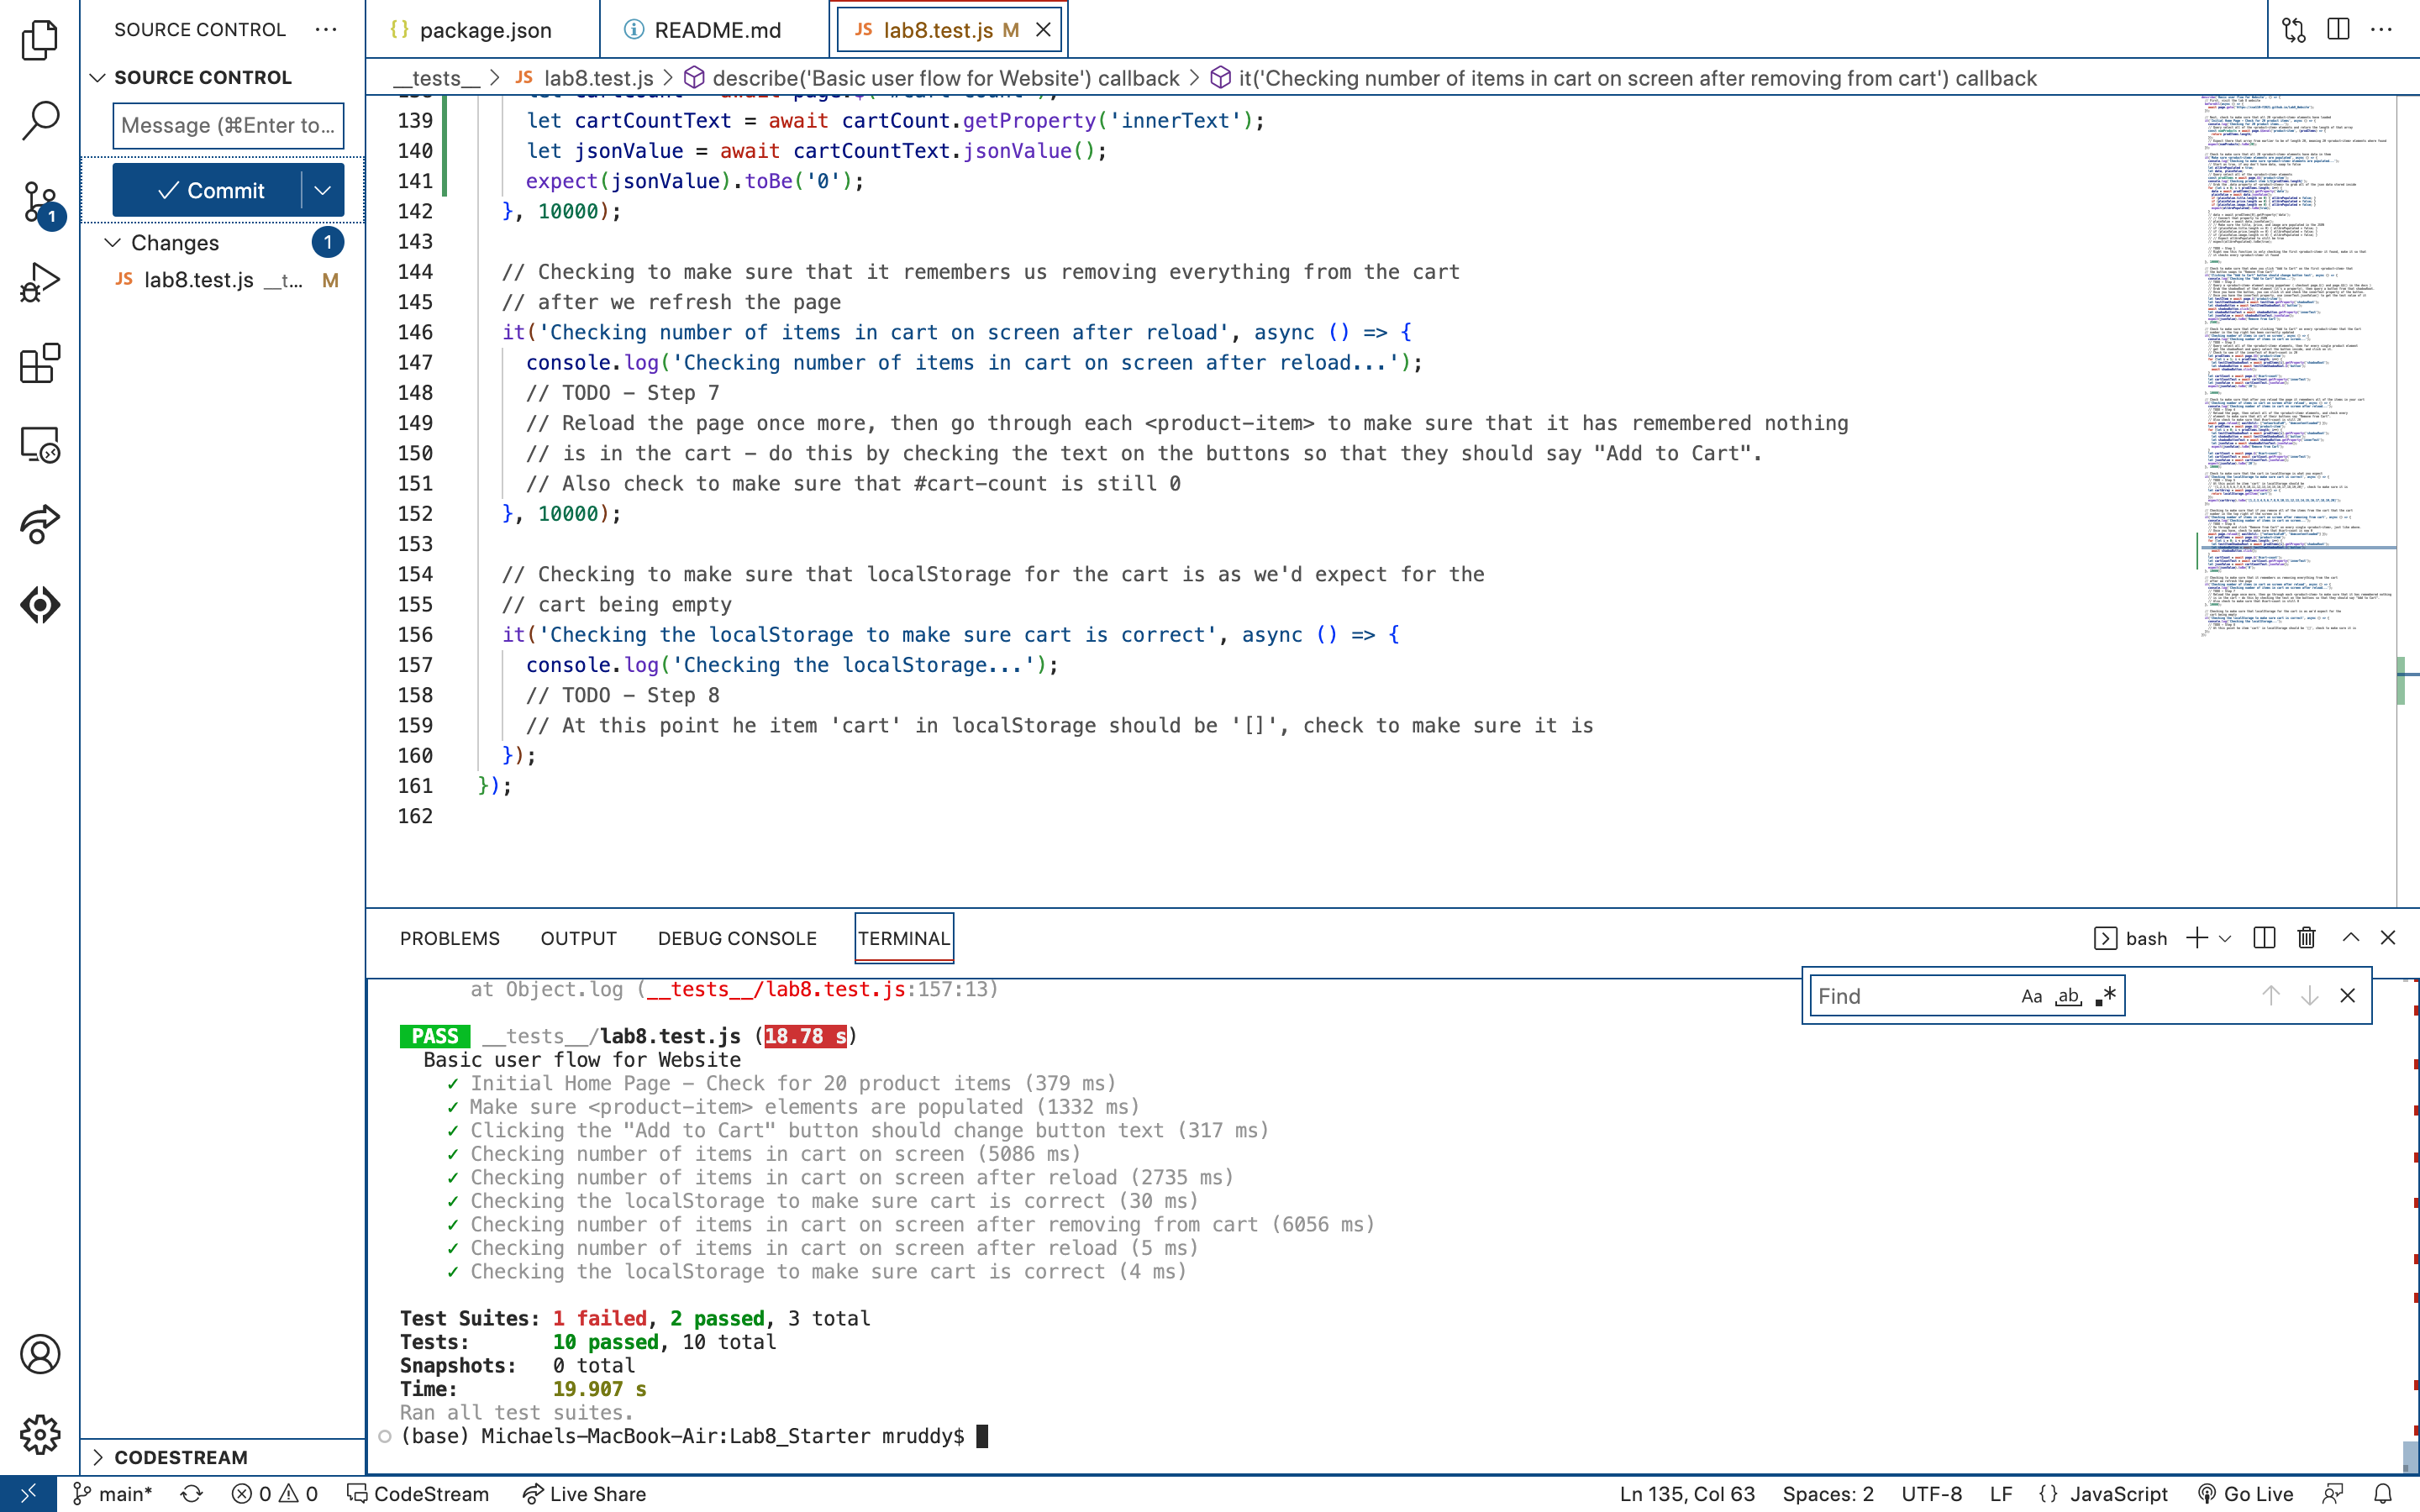 SOURCE CONTROL
SOURCE CONTROL
Message (⌘Enter to...
Commit
Changes
1
JS lab8.test.js __t... M
1
CODESTREAM
{} package.json
README.md
JS lab8.test.js M
__tests__ > JS lab8.test.js > describe('Basic user flow for Website') callback > it('Checking number of items in cart on screen after removing from cart') callback
139 let cartCountText = await cartCount.getProperty('innerText');
140 let jsonValue = await cartCountText.jsonValue();
141 expect(jsonValue).toBe('0');
142 }, 10000);
143
144 // Checking to make sure that it remembers us removing everything from the cart
145 // after we refresh the page
146 it('Checking number of items in cart on screen after reload', async () => {
147 console.log('Checking number of items in cart on screen after reload...');
148 // TODO - Step 7
149 // Reload the page once more, then go through each <product-item> to make sure that it has remembered nothing
150 // is in the cart - do this by checking the text on the buttons so that they should say "Add to Cart".
151 // Also check to make sure that #cart-count is still 0
152 }, 10000);
153
154 // Checking to make sure that localStorage for the cart is as we'd expect for the
155 // cart being empty
156 it('Checking the localStorage to make sure cart is correct', async () => {
157 console.log('Checking the localStorage...');
158 // TODO - Step 8
159 // At this point he item 'cart' in localStorage should be '[]', check to make sure it is
160 });
161 });
162
PROBLEMS OUTPUT DEBUG CONSOLE TERMINAL
bash
Find Aa ab .*
at Object.log (__tests__/lab8.test.js:157:13)
PASS __tests__/lab8.test.js (18.78 s)
Basic user flow for Website
✓ Initial Home Page - Check for 20 product items (379 ms)
✓ Make sure <product-item> elements are populated (1332 ms)
✓ Clicking the "Add to Cart" button should change button text (317 ms)
✓ Checking number of items in cart on screen (5086 ms)
✓ Checking number of items in cart on screen after reload (2735 ms)
✓ Checking the localStorage to make sure cart is correct (30 ms)
✓ Checking number of items in cart on screen after removing from cart (6056 ms)
✓ Checking number of items in cart on screen after reload (5 ms)
✓ Checking the localStorage to make sure cart is correct (4 ms)
Test Suites: 1 failed, 2 passed, 3 total
Tests: 10 passed, 10 total
Snapshots: 0 total
Time: 19.907 s
Ran all test suites.
(base) Michaels-MacBook-Air:Lab8_Starter mruddy$
main* 0 0 CodeStream Live Share Ln 135, Col 63 Spaces: 2 UTF-8 LF {} JavaScript Go Live